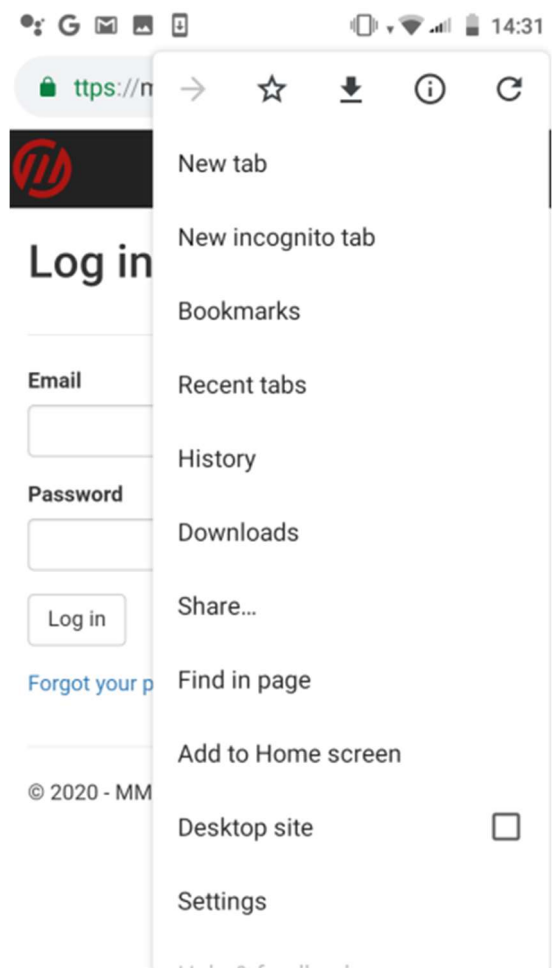 14:31
ttps://m
New tab
New incognito tab
Bookmarks
Recent tabs
History
Downloads
Share...
Find in page
Add to Home screen
Desktop site
Settings
Log in
Email
Password
Log in
Forgot your p
© 2020 - MM